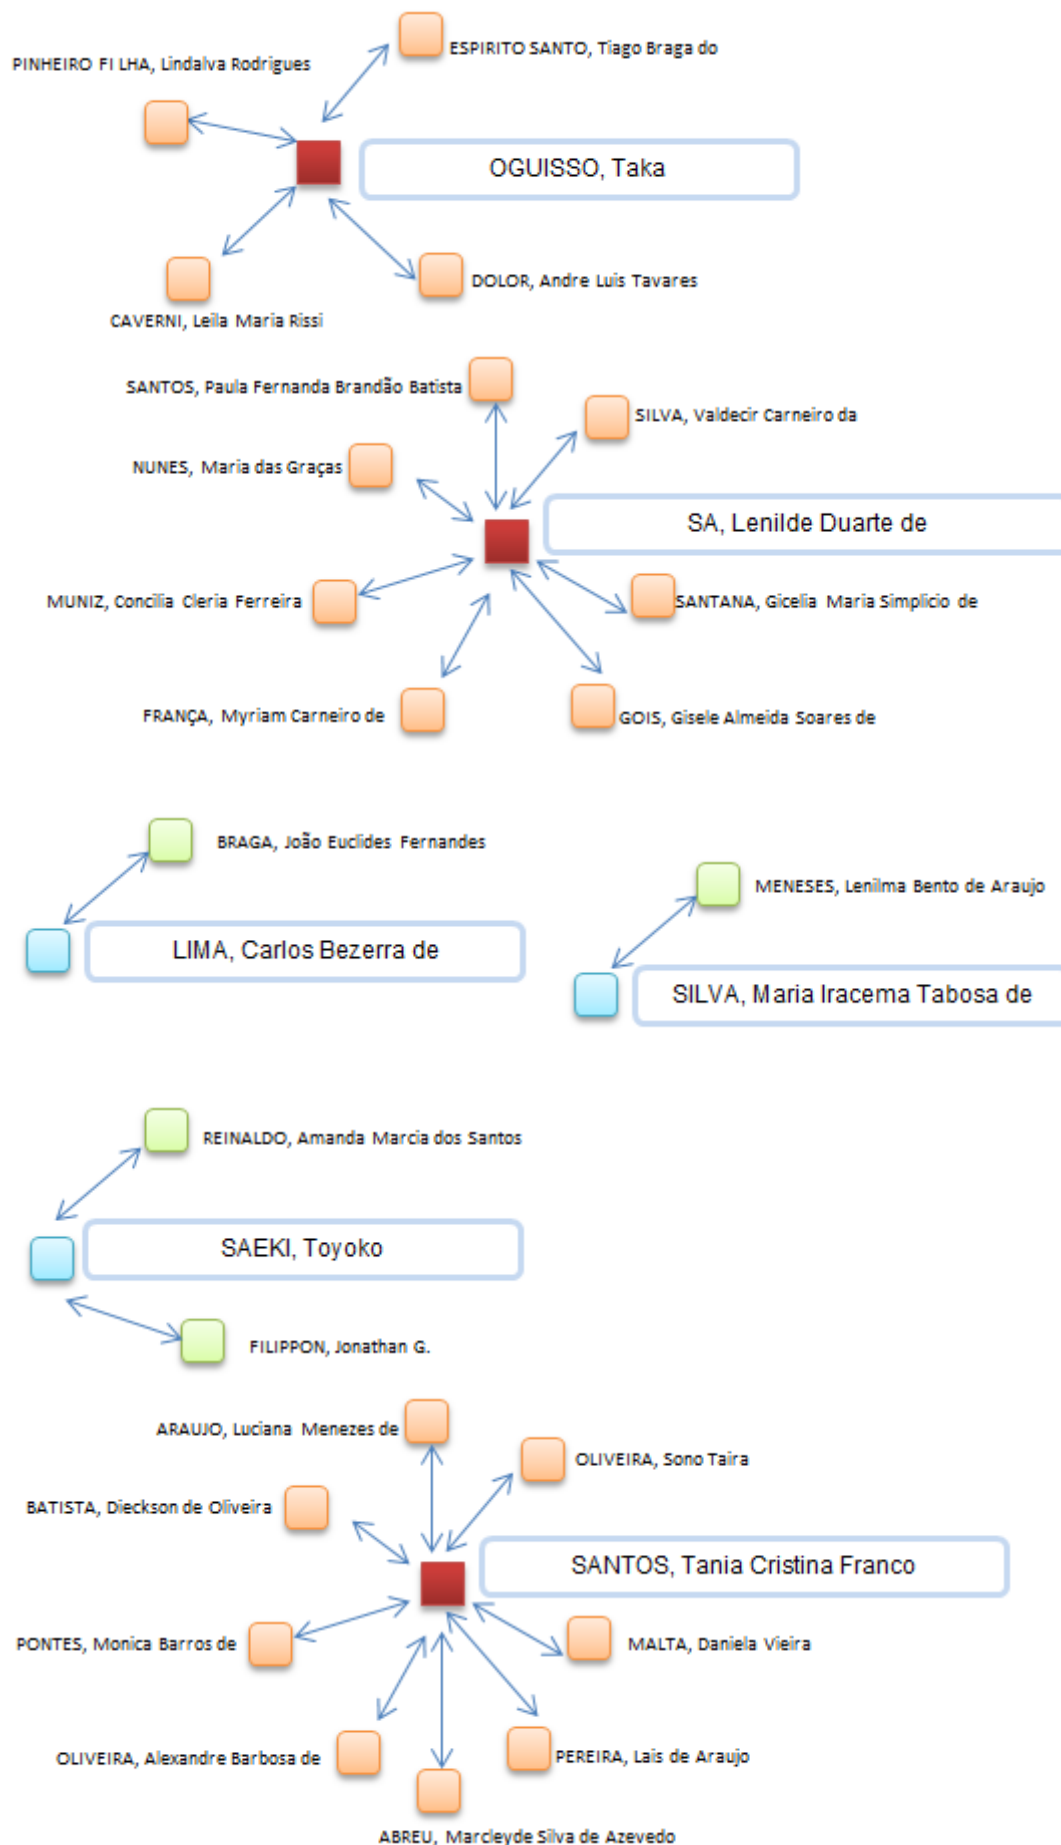 ESPIRITO SANTO, Tiago Braga do
PINHEIRO FI LHA, Lindalva Rodrigues
OGUISSO, Taka
DOLOR, Andre Luis Tavares
CAVERNI, Leila Maria Rissi
SANTOS, Paula Fernanda Brandão Batista
SILVA, Valdecir Carneiro da
NUNES, Maria das Graças
SA, Lenilde Duarte de
MUNIZ, Concilia Cleria Ferreira
SANTANA, Gicelia Maria Simplicio de
FRANÇA, Myriam Carneiro de
GOIS, Gisele Almeida Soares de
BRAGA, João Euclides Fernandes
MENESES, Lenilma Bento de Araujo
LIMA, Carlos Bezerra de
SILVA, Maria Iracema Tabosa de
REINALDO, Amanda Marcia dos Santos
SAEKI, Toyoko
FILIPPON, Jonathan G.
ARAUJO, Luciana Menezes de
OLIVEIRA, Sono Taira
BATISTA, Dieckson de Oliveira
SANTOS, Tania Cristina Franco
PONTES, Monica Barros de
MALTA, Daniela Vieira
OLIVEIRA, Alexandre Barbosa de
PEREIRA, Lais de Araujo
ABREU, Marcleyde Silva de Azevedo